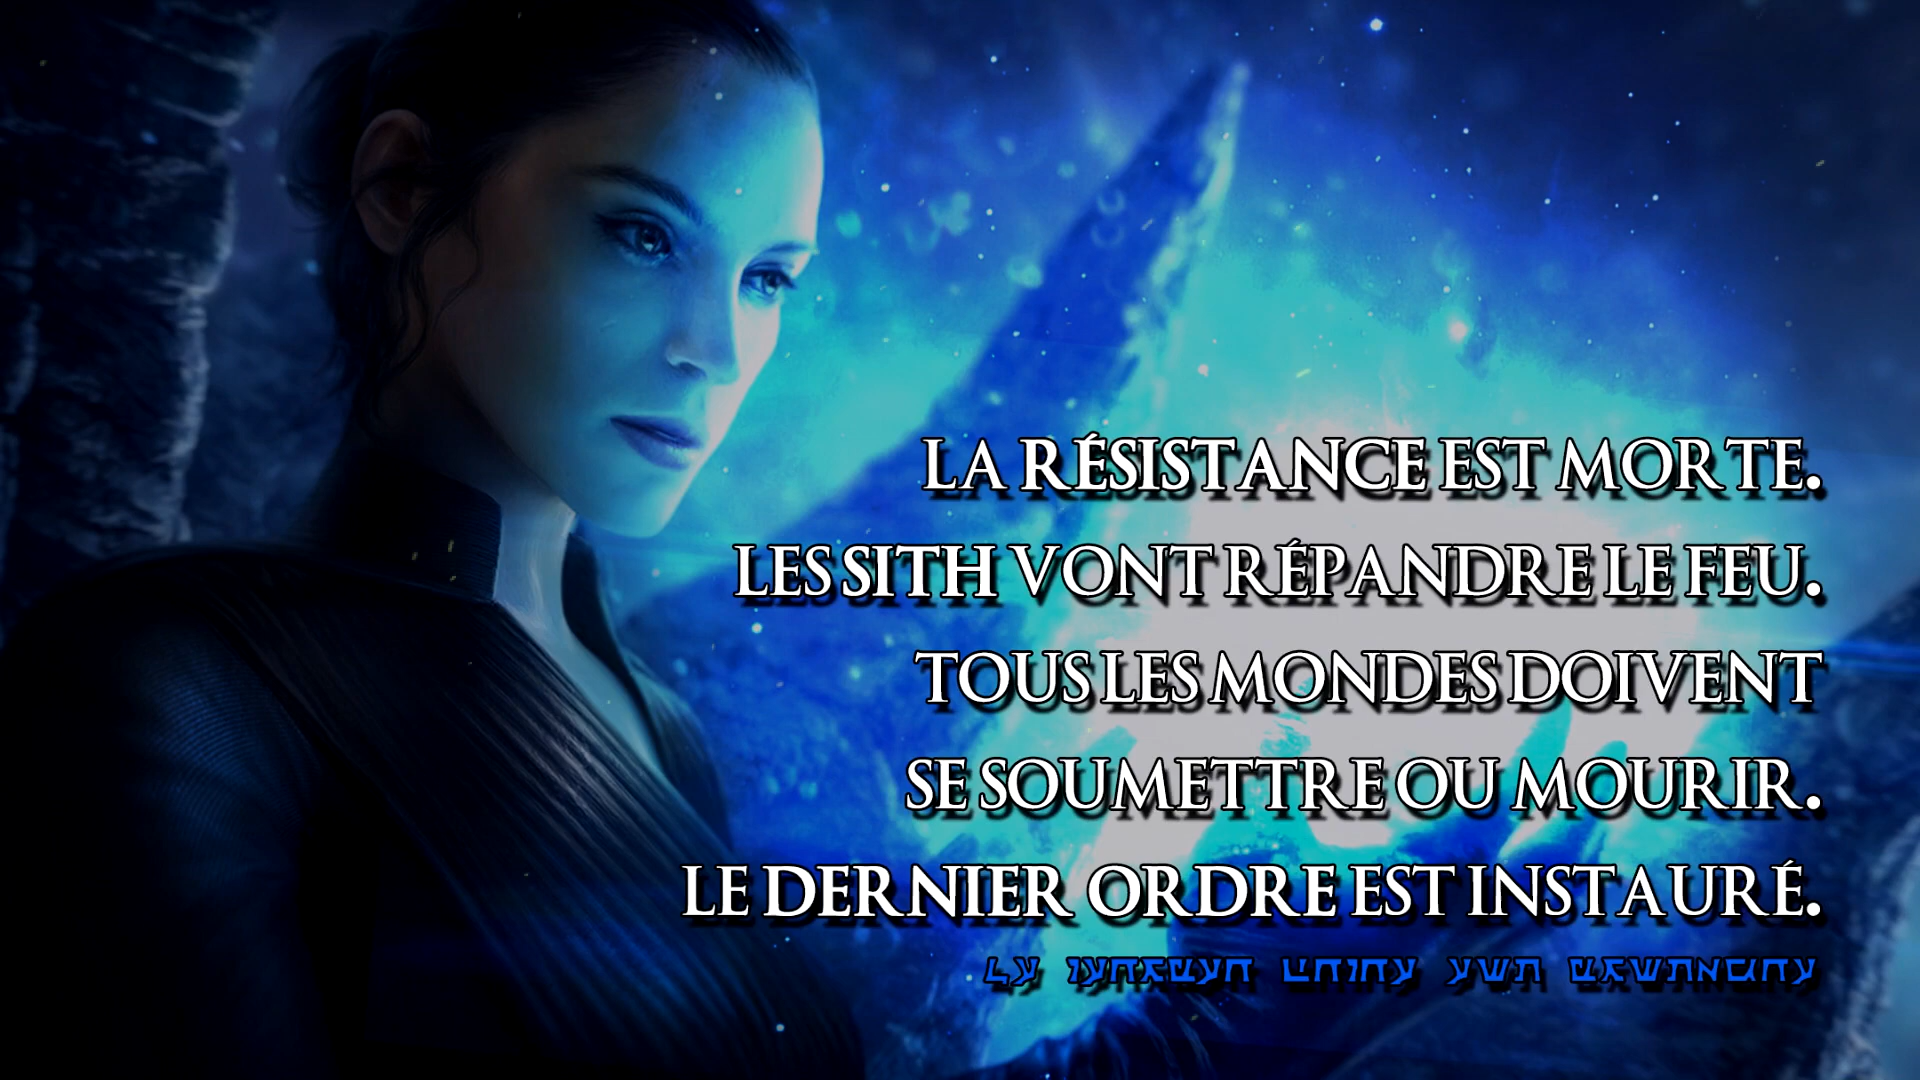 LA RÉSISTANCE EST MORTE.
LES SITH VONT RÉPANDRE LE FEU.
TOUS LES MONDES DOIVENT
SE SOUMETTRE OU MOURIR.
LE DERNIER ORDRE EST INSTAURÉ.